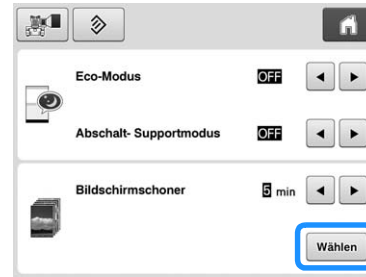 Eco-Modus OFF
Abschalt- Supportmodus OFF
Bildschirmschoner 5 min
Wählen